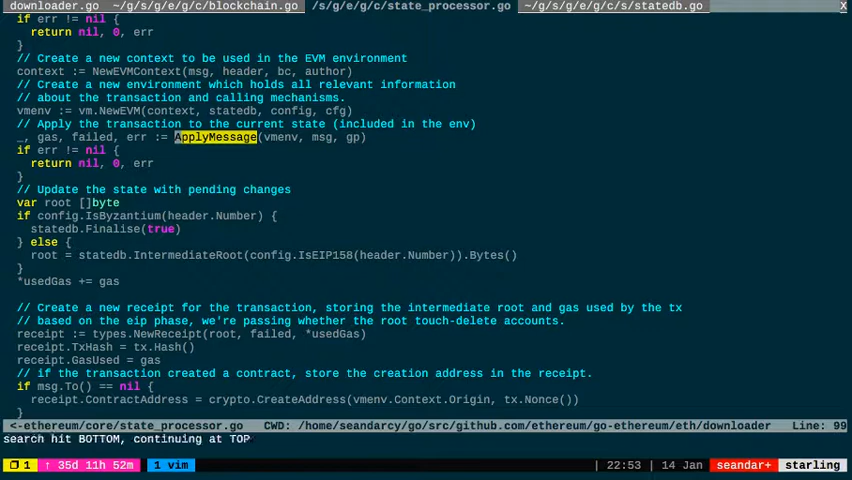 downloader.go  ~/g/s/g/e/g/c/blockchain.go  /s/g/e/g/c/state_processor.go  ~/g/s/g/e/g/c/s/statedb.go X
if err != nil {
return nil, 0, err
}
// Create a new context to be used in the EVM environment
context := NewEVMContext(msg, header, bc, author)
// Create a new environment which holds all relevant information
// about the transaction and calling mechanisms.
vmenv := vm.NewEVM(context, statedb, config, cfg)
// Apply the transaction to the current state (included in the env)
_, gas, failed, err := ApplyMessage(vmenv, msg, gp)
if err != nil {
return nil, 0, err
}
// Update the state with pending changes
var root []byte
if config.IsByzantium(header.Number) {
statedb.Finalise(true)
} else {
root = statedb.IntermediateRoot(config.IsEIP158(header.Number)).Bytes()
}
*usedGas += gas
// Create a new receipt for the transaction, storing the intermediate root and gas used by the tx
// based on the eip phase, we're passing whether the root touch-delete accounts.
receipt := types.NewReceipt(root, failed, *usedGas)
receipt.TxHash = tx.Hash()
receipt.GasUsed = gas
// if the transaction created a contract, store the creation address in the receipt.
if msg.To() == nil {
receipt.ContractAddress = crypto.CreateAddress(vmenv.Context.Origin, tx.Nonce())
}
<-ethereum/core/state_processor.go  CWD: /home/seandarcy/go/src/github.com/ethereum/go-ethereum/eth/downloader  Line: 99
search hit BOTTOM, continuing at TOP
1 ↑ 35d 11h 52m 1 vim | 22:53 | 14 Jan seandar+ starling